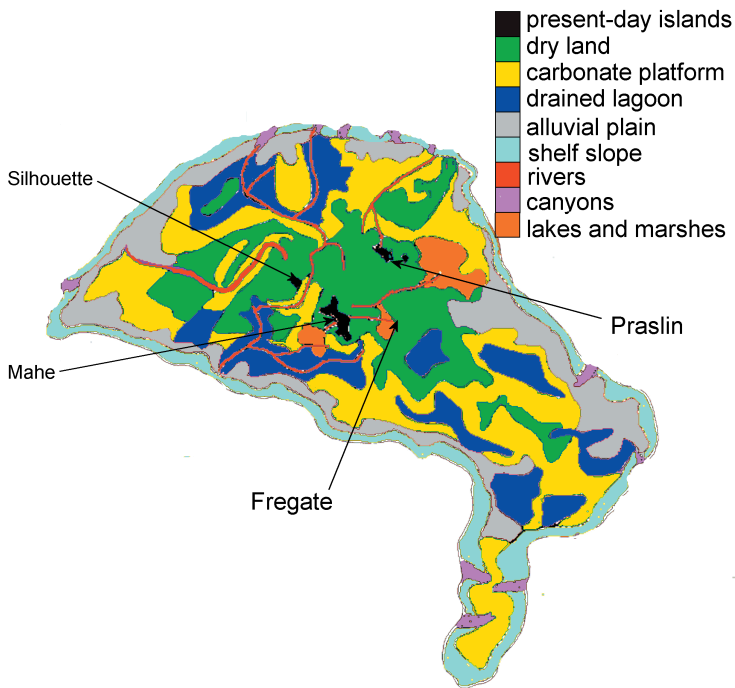 present-day islands
dry land
carbonate platform
drained lagoon
alluvial plain
shelf slope
rivers
canyons
lakes and marshes
Silhouette
Praslin
Mahe
Fregate